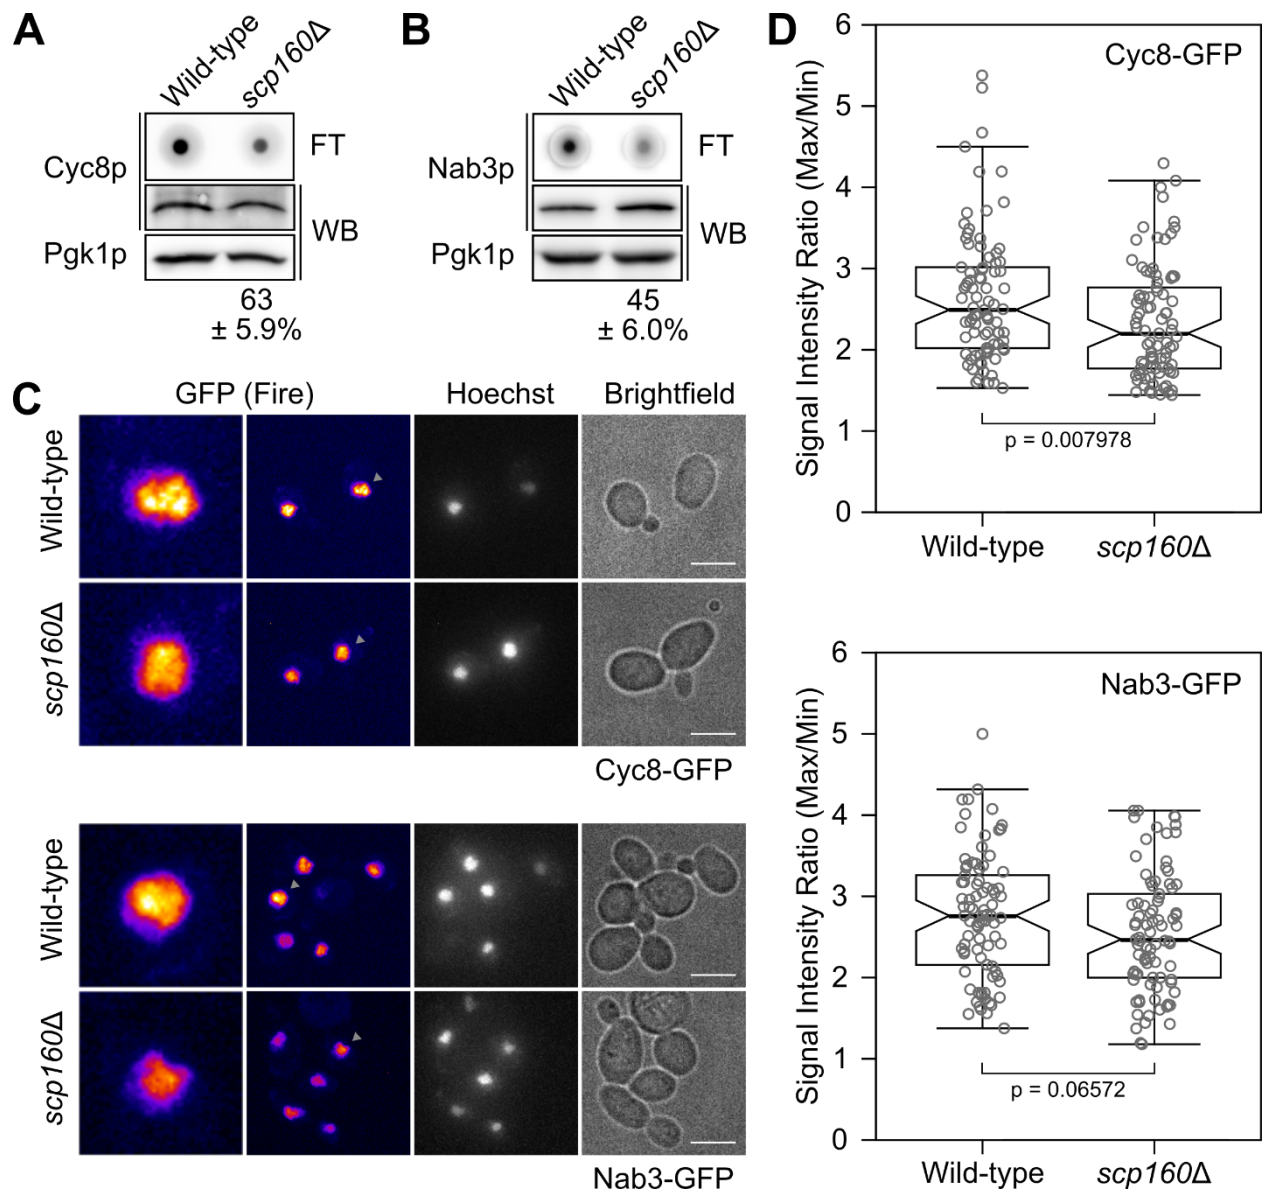 A
Wild-type
scp160Δ
Cyc8p
FT
WB
Pgk1p
63
± 5.9%
B
Wild-type
scp160Δ
Nab3p
FT
WB
Pgk1p
45
± 6.0%
C
GFP (Fire)
Hoechst
Brightfield
Wild-type
scp160Δ
Cyc8-GFP
Wild-type
scp160Δ
Nab3-GFP
D
Cyc8-GFP
Signal Intensity Ratio (Max/Min)
6
5
4
3
2
1
0
p = 0.007978
Wild-type
scp160Δ
Nab3-GFP
Signal Intensity Ratio (Max/Min)
6
5
4
3
2
1
0
p = 0.06572
Wild-type
scp160Δ